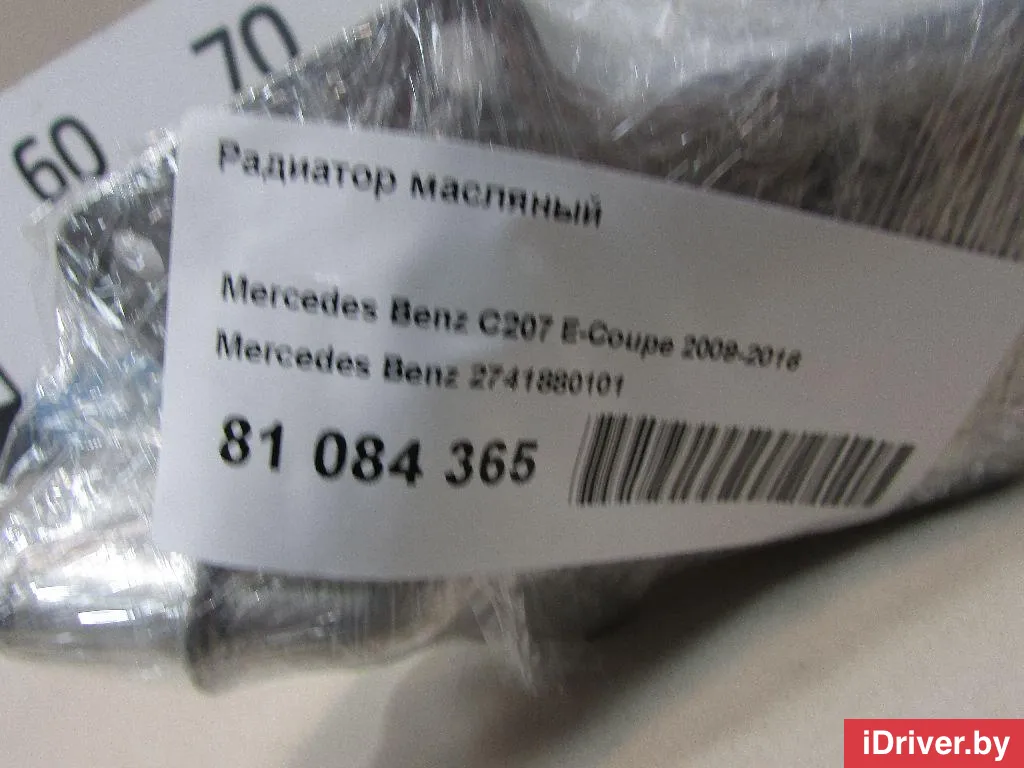 70
60
Радиатор масляный
Mercedes Benz C207 E-Coupe 2009-2016
Mercedes Benz 2741880101
81 084 365
iDriver.by